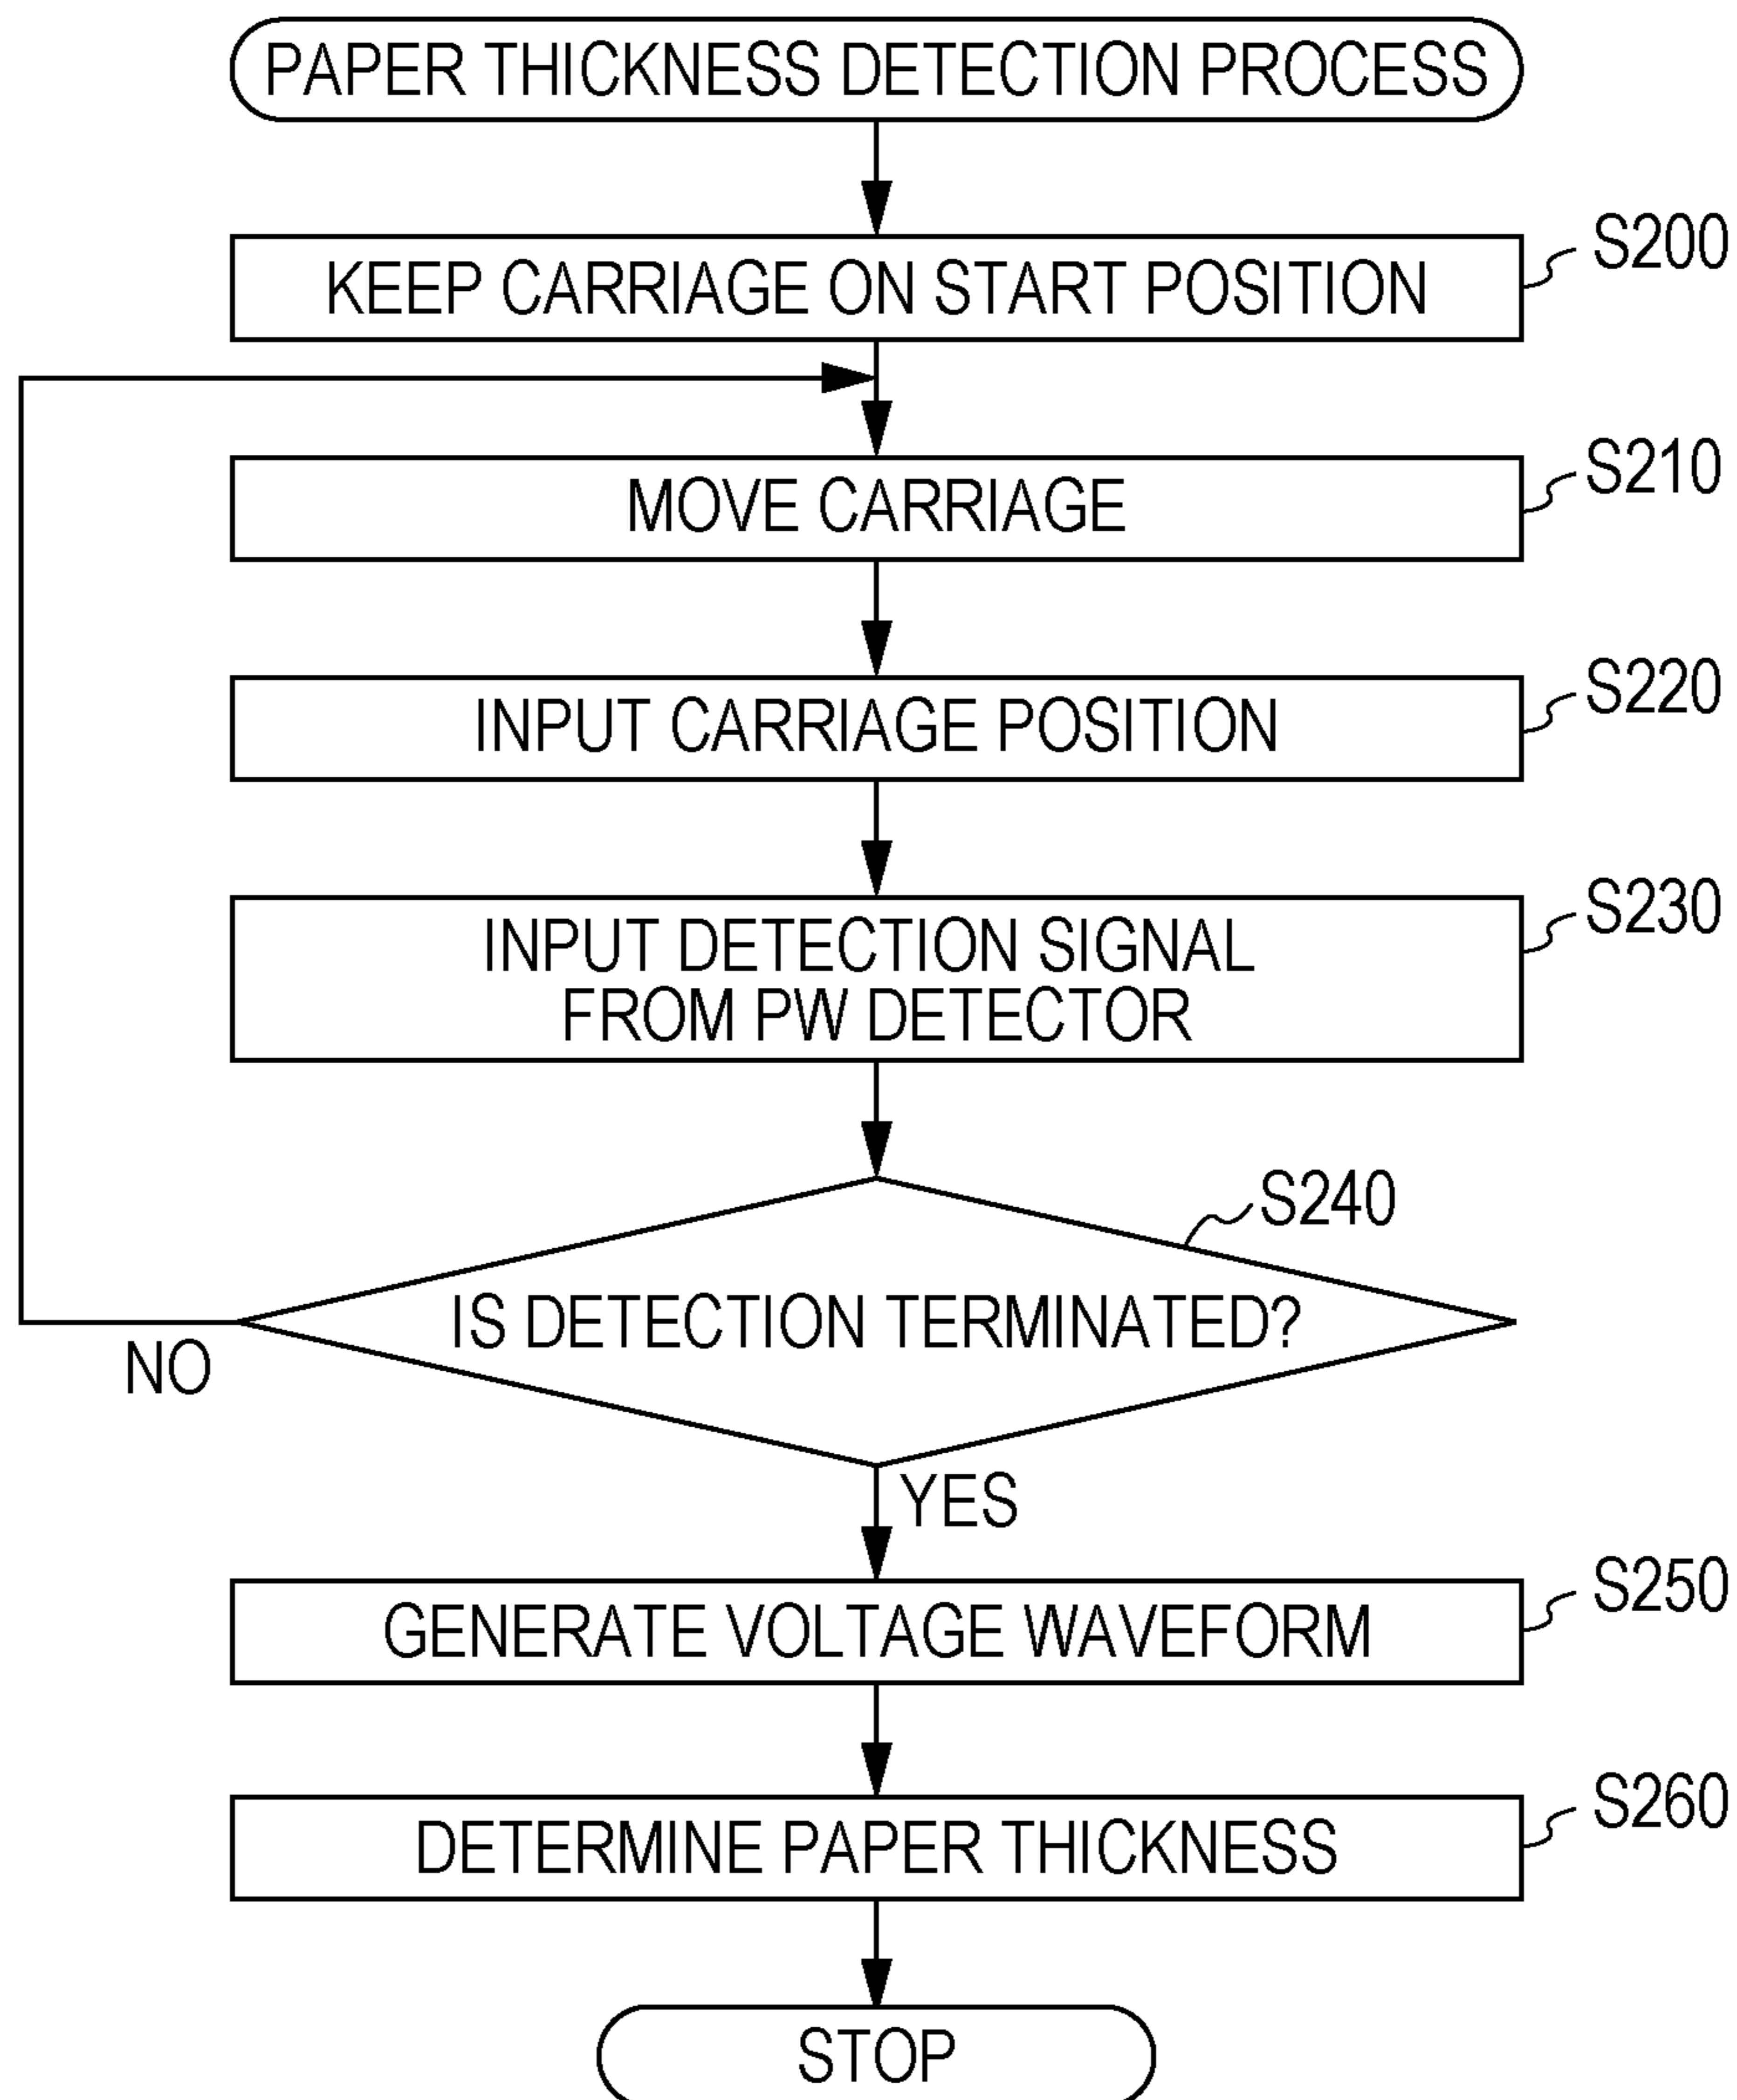 PAPER THICKNESS DETECTION PROCESS
S200
KEEP CARRIAGE ON START POSITION
S210
MOVE CARRIAGE
S220
INPUT CARRIAGE POSITION
S230
INPUT DETECTION SIGNAL
FROM PW DETECTOR
S240
IS DETECTION TERMINATED?
NO
YES
S250
GENERATE VOLTAGE WAVEFORM
S260
DETERMINE PAPER THICKNESS
STOP